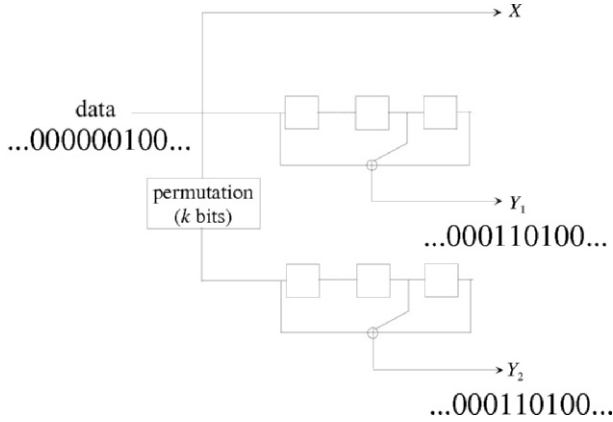 X
data
...000000100...
permutation
(k bits)
Y1
...000110100...
Y2
...000110100...